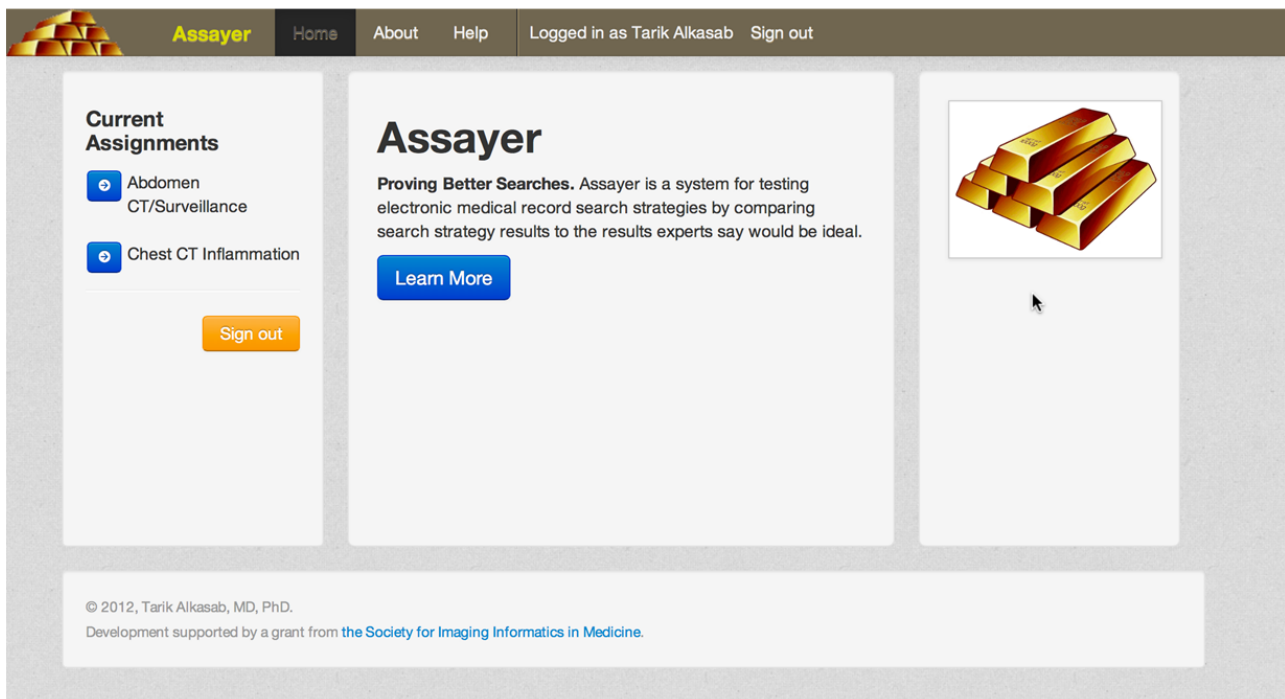 Assayer Home About Help Logged in as Tarik Alkasab Sign out
Current
Assignments
Abdomen
CT/Surveillance
Chest CT Inflammation
Sign out
Assayer
Proving Better Searches. Assayer is a system for testing
electronic medical record search strategies by comparing
search strategy results to the results experts say would be ideal.
Learn More
© 2012, Tarik Alkasab, MD, PhD.
Development supported by a grant from the Society for Imaging Informatics in Medicine.